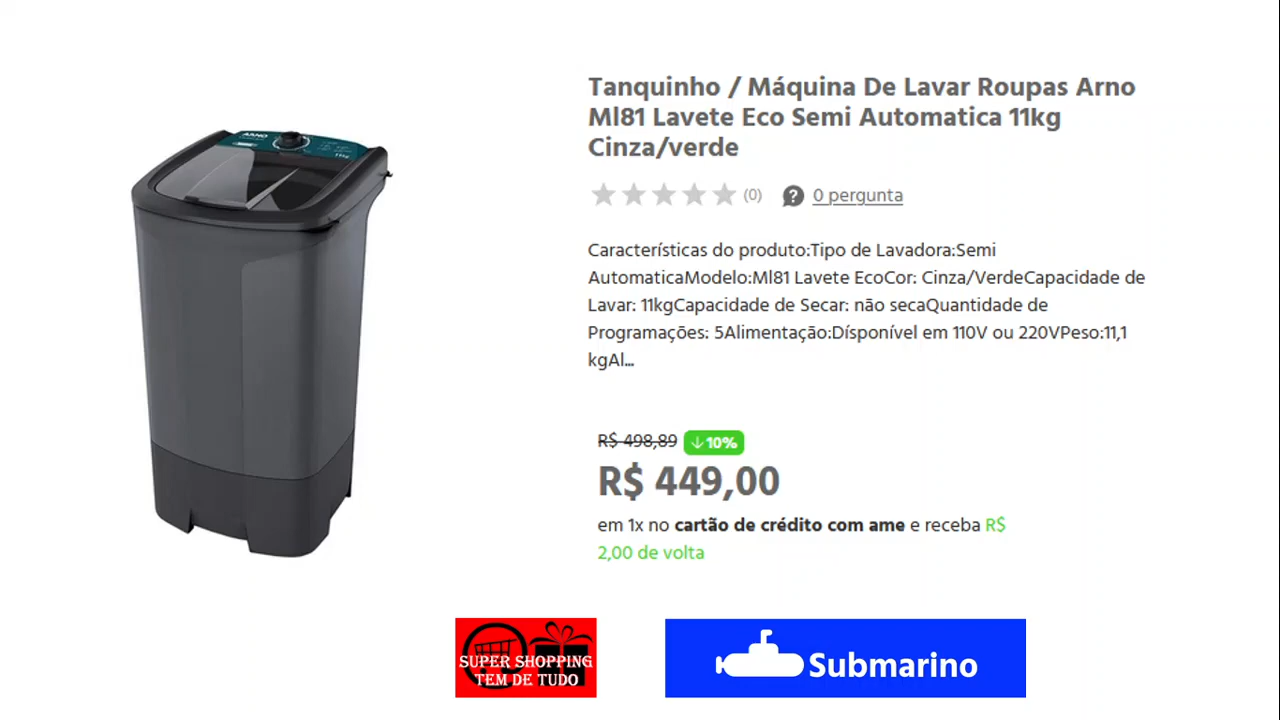 Tanquinho / Máquina De Lavar Roupas Arno
Ml81 Lavete Eco Semi Automatica 11kg
Cinza/verde
(0) 0 pergunta
Características do produto:Tipo de Lavadora:Semi
AutomaticaModelo:Ml81 Lavete EcoCor: Cinza/VerdeCapacidade de
Lavar: 11kgCapacidade de Secar: não secaQuantidade de
Programações: 5Alimentação:Dísponível em 110V ou 220VPeso:11,1
kgAl...
R$ 498,89 ↓10%
R$ 449,00
em 1x no cartão de crédito com ame e receba R$
2,00 de volta
ARNO
11kg
SUPER SHOPPING
TEM DE TUDO
Submarino